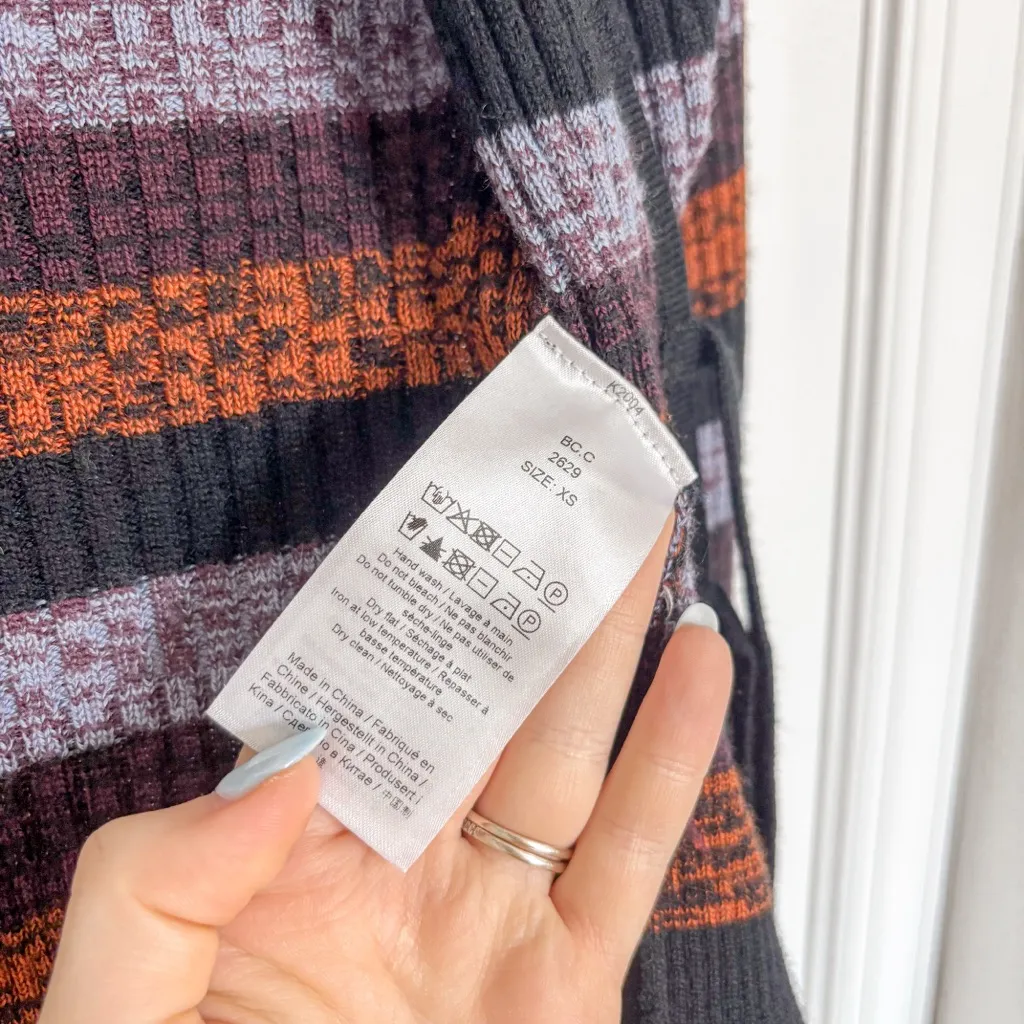 K2004
BC.C
2629
SIZE: XS
Hand wash / Lavage à main
Do not bleach / Ne pas blanchir
Do not tumble dry / Ne pas utiliser de
sèche-linge
Dry flat / Séchage à plat
Iron at low temperature / Repasser à
basse température
Dry clean / Nettoyage à sec
Made in China / Fabriqué en
Chine / Hergestellt in China /
Fabbricato in Cina / Produsert i
Kina / в Китае /